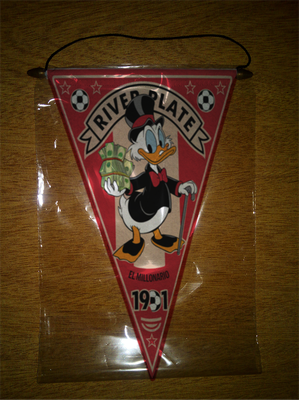 RIVER PLATE
EL MILLONARIO
1901